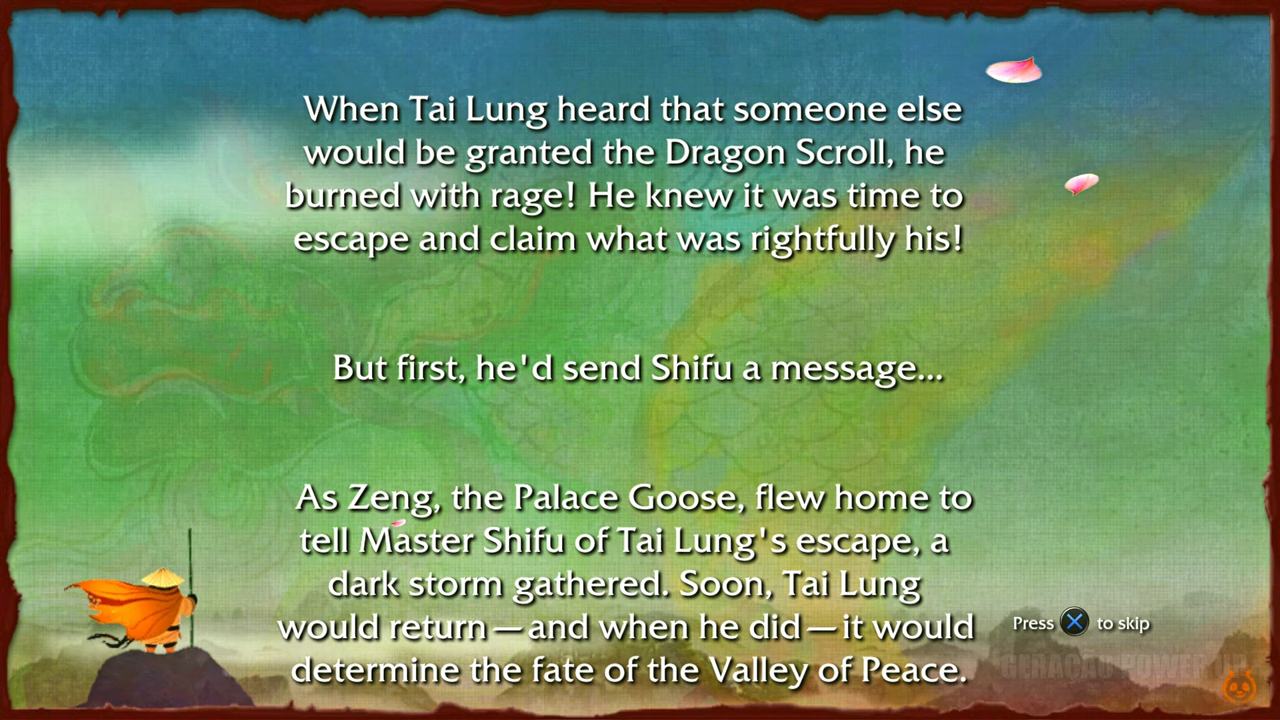 When Tai Lung heard that someone else
would be granted the Dragon Scroll, he
burned with rage! He knew it was time to
escape and claim what was rightfully his!
But first, he'd send Shifu a message...
As Zeng, the Palace Goose, flew home to
tell Master Shifu of Tai Lung's escape, a
dark storm gathered. Soon, Tai Lung
would return—and when he did—it would
determine the fate of the Valley of Peace.
Press X to skip
GERAÇÃO POWER UP